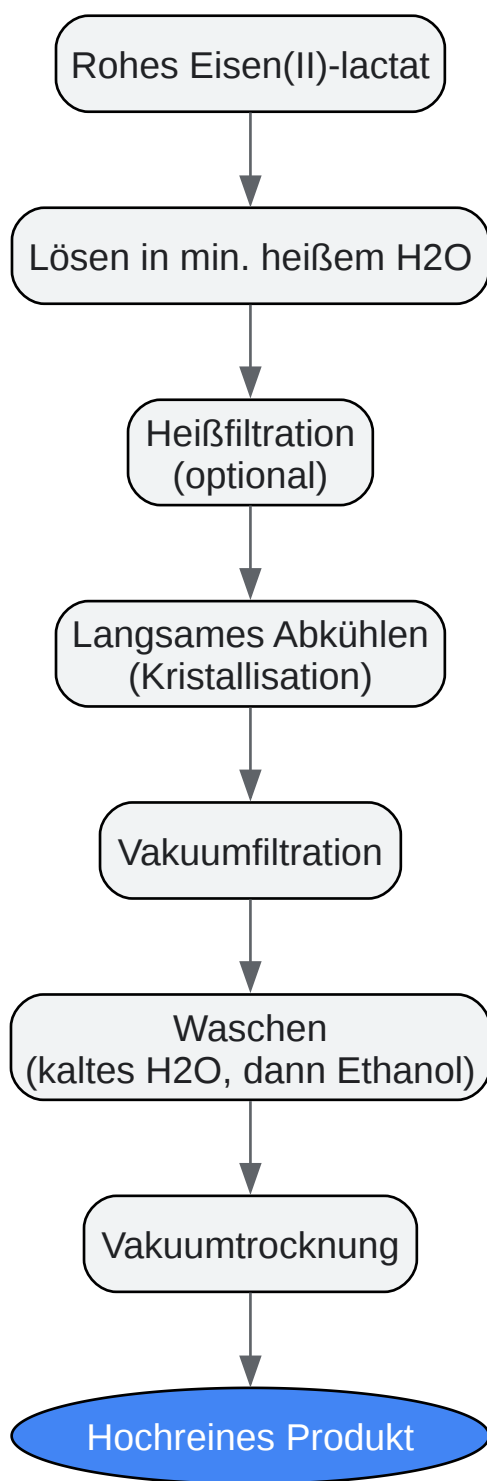 Rohes Eisen(II)-lactat
Lösen in min. heißem H2O
Heißfiltration
(optional)
Langsames Abkühlen
(Kristallisation)
Vakuumfiltration
Waschen
(kaltes H2O, dann Ethanol)
Vakuumtrocknung
Hochreines Produkt